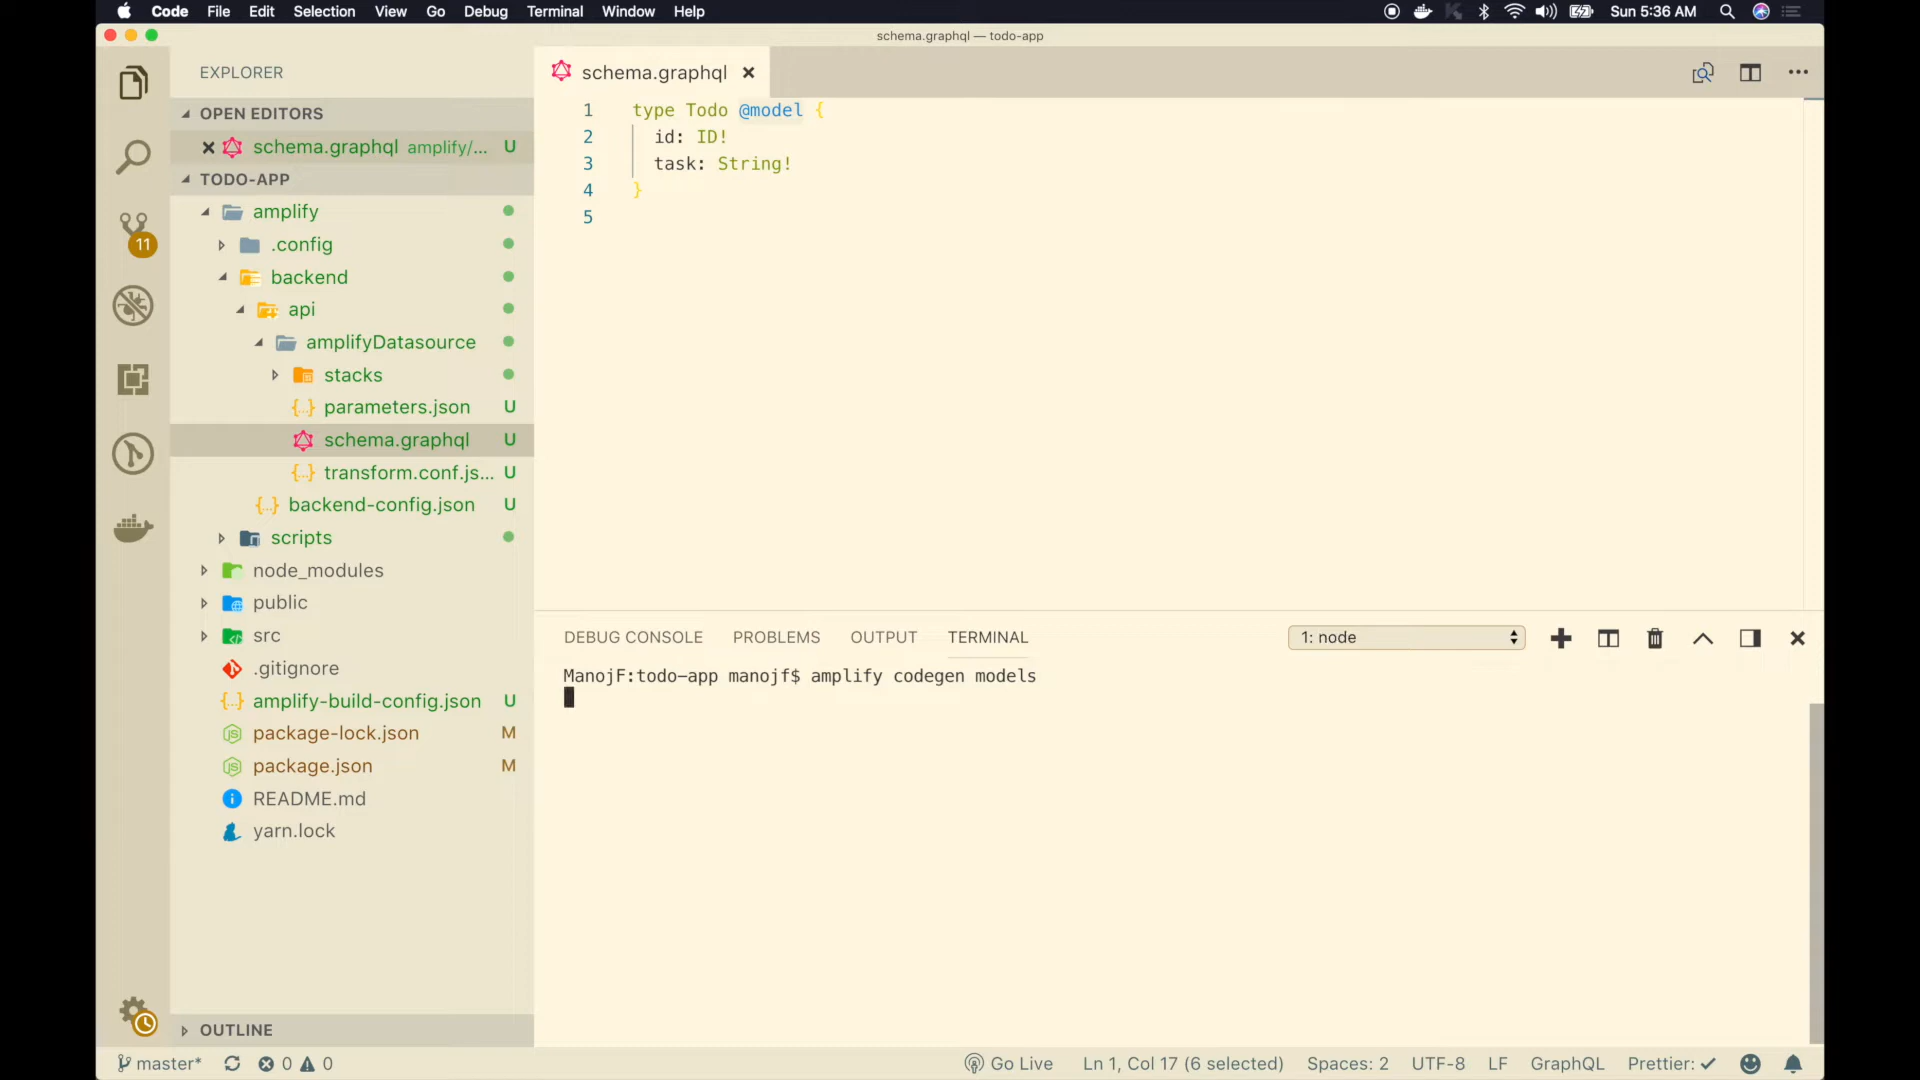 Code File Edit Selection View Go Debug Terminal Window Help
Sun 5:36 AM
schema.graphql — todo-app
EXPLORER
OPEN EDITORS
schema.graphql amplify/... U
TODO-APP
amplify
.config
backend
api
amplifyDatasource
stacks
parameters.json U
schema.graphql U
transform.conf.js... U
backend-config.json U
scripts
node_modules
public
src
.gitignore
amplify-build-config.json U
package-lock.json M
package.json M
README.md
yarn.lock
OUTLINE
11
schema.graphql
1 type Todo @model {
2 id: ID!
3 task: String!
4 }
5
DEBUG CONSOLE PROBLEMS OUTPUT TERMINAL
1: node
ManojF:todo-app manojf$ amplify codegen models
master* 0 0
Go Live Ln 1, Col 17 (6 selected) Spaces: 2 UTF-8 LF GraphQL Prettier: ✓